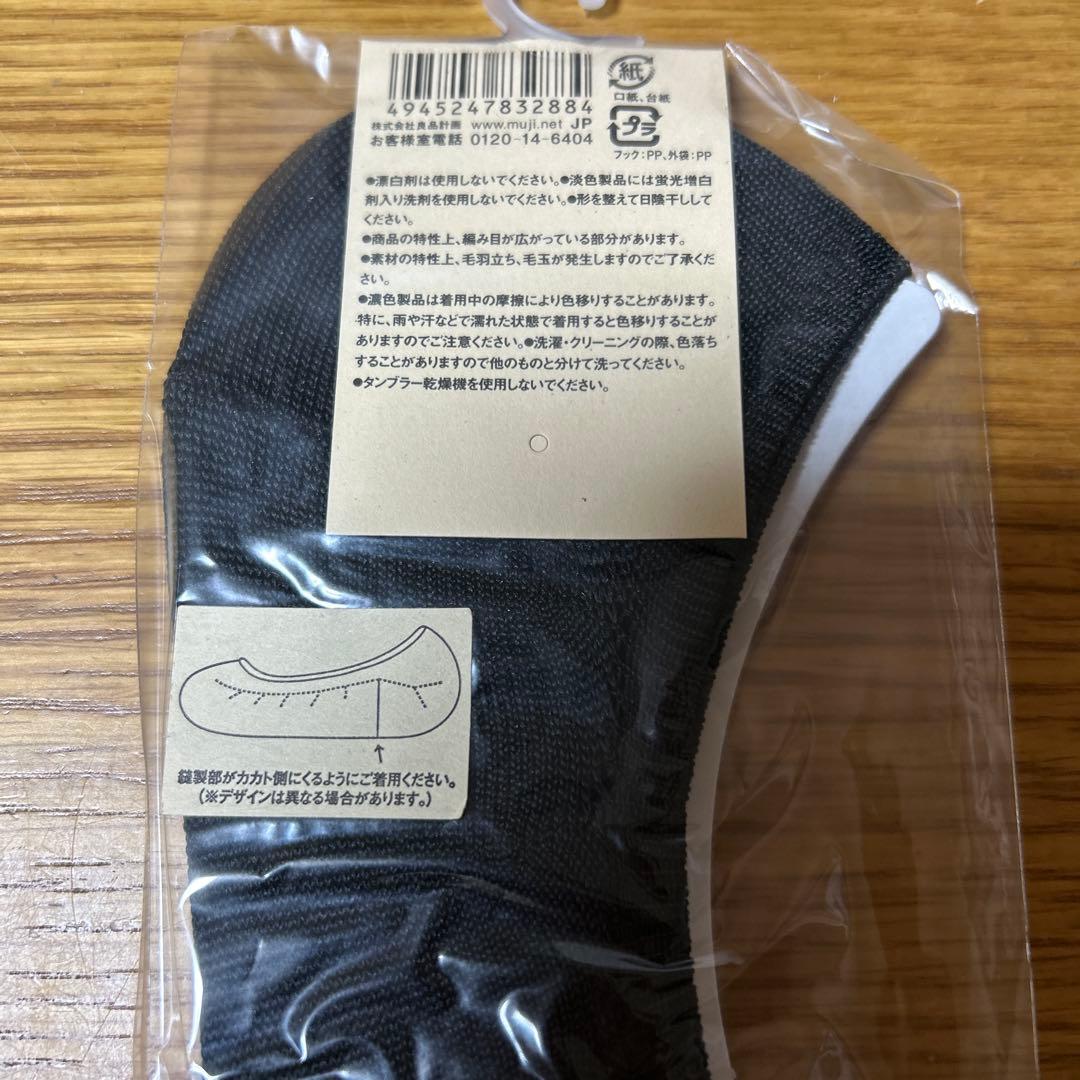 4945247832884
株式会社良品計画 www.muji.net JP
お客様室電話 0120-14-6404
紙
口紙、台紙
プラ
フック:PP、外袋:PP
●漂白剤は使用しないでください。●淡色製品には蛍光増白
剤入り洗剤を使用しないでください。●形を整えて日陰干しして
ください。
●商品の特性上、編み目が広がっている部分があります。
●素材の特性上、毛羽立ち、毛玉が発生しますのでご了承くだ
さい。
●濃色製品は着用中の摩擦により色移りすることがあります。
特に、雨や汗などで濡れた状態で着用すると色移りすることが
ありますのでご注意ください。●洗濯・クリーニングの際、色落ち
することがありますので他のものと分けて洗ってください。
●タンブラー乾燥機を使用しないでください。
縫製部がカカト側にくるようにご着用ください。
(※デザインは異なる場合があります。)